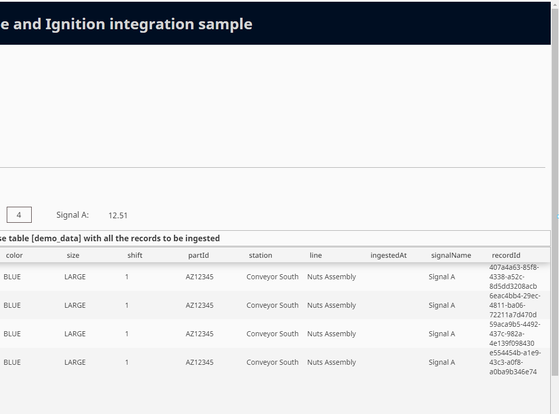 e and Ignition integration sample
4 Signal A: 12.51
se table [demo_data] with all the records to be ingested
color size shift partId station line ingestedAt signalName recordId
BLUE LARGE 1 AZ12345 Conveyor South Nuts Assembly Signal A 407a4a63-85f8-
4338-a52c-
8d5dd3208acb
BLUE LARGE 1 AZ12345 Conveyor South Nuts Assembly Signal A 6eac4bb4-29ec-
4811-ba06-
72211a7d470d
BLUE LARGE 1 AZ12345 Conveyor South Nuts Assembly Signal A 59aca9b5-4492-
437c-982a-
4e139f098430
BLUE LARGE 1 AZ12345 Conveyor South Nuts Assembly Signal A e554454b-a1e9-
43c3-a0f8-
a0ba9b346e74